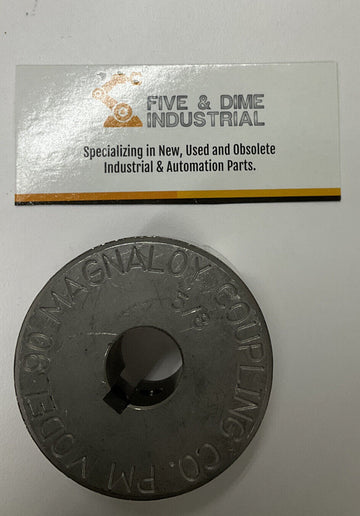 FIVE & DIME
INDUSTRIAL
Specializing in New, Used and Obsolete
Industrial & Automation Parts.
MAGNALOY COUPLING CO. PM MODEL 90
5/8